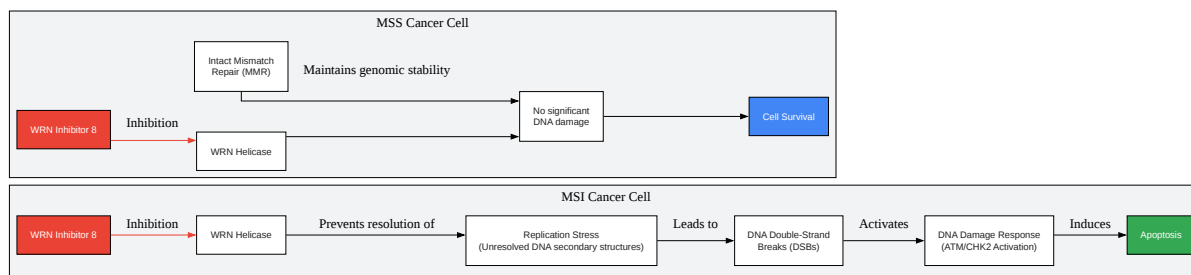 MSS Cancer Cell
Intact Mismatch
Repair (MMR)
Maintains genomic stability
WRN Inhibitor 8
Inhibition
WRN Helicase
No significant
DNA damage
Cell Survival
MSI Cancer Cell
WRN Inhibitor 8
Inhibition
WRN Helicase
Prevents resolution of
Replication Stress
(Unresolved DNA secondary structures)
Leads to
DNA Double-Strand
Breaks (DSBs)
Activates
DNA Damage Response
(ATM/CHK2 Activation)
Induces
Apoptosis